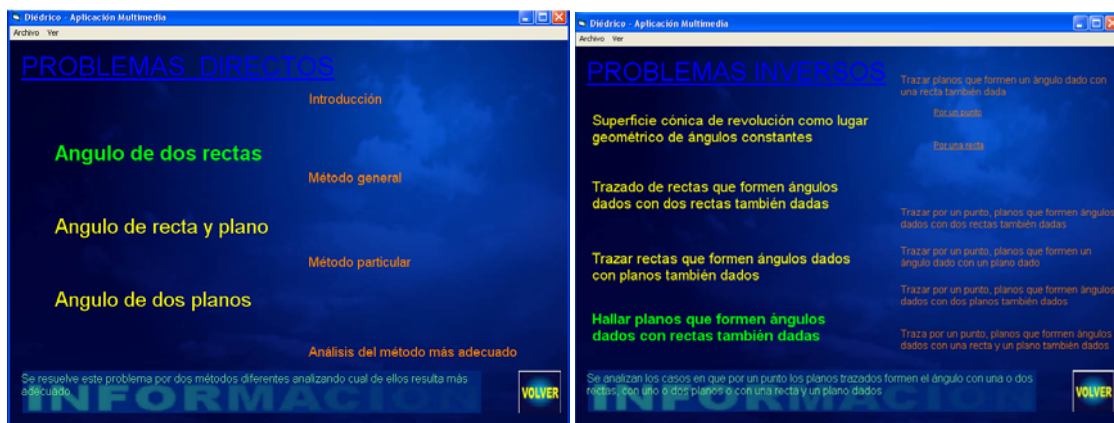 Diédrico - Aplicación Multimedia
Archivo Ver
PROBLEMAS DIRECTOS
Introducción
Angulo de dos rectas
Método general
Angulo de recta y plano
Método particular
Angulo de dos planos
Análisis del método más adecuado
Se resuelve este problema por dos métodos diferentes analizando cual de ellos resulta más
adecuado
INFORMACI
VOLVER
Diédrico - Aplicación Multimedia
Archivo Ver
PROBLEMAS INVERSOS
Superficie cónica de revolución como lugar
geométrico de ángulos constantes
Trazado de rectas que formen ángulos
dados con dos rectas también dadas
Trazar rectas que formen ángulos dados
con planos también dados
Hallar planos que formen ángulos
dados con rectas también dadas
Trazar planos que formen un ángulo dado con
una recta también dada
Por un punto
Por una recta
Trazar por un punto, planos que formen ángulos
dados con dos rectas también dadas
Trazar por un punto, planos que formen un
ángulo dado con un plano dado
Trazar por un punto, planos que formen ángulos
dados con dos planos también dados
Traza por un punto, planos que formen ángulos
dados con una recta y un plano también dados
Se analizan los casos en que por un punto los planos trazados formen el ángulo con una o dos
rectas, con uno o dos planos o con una recta y un plano dados
INFORMACION
VOLVER